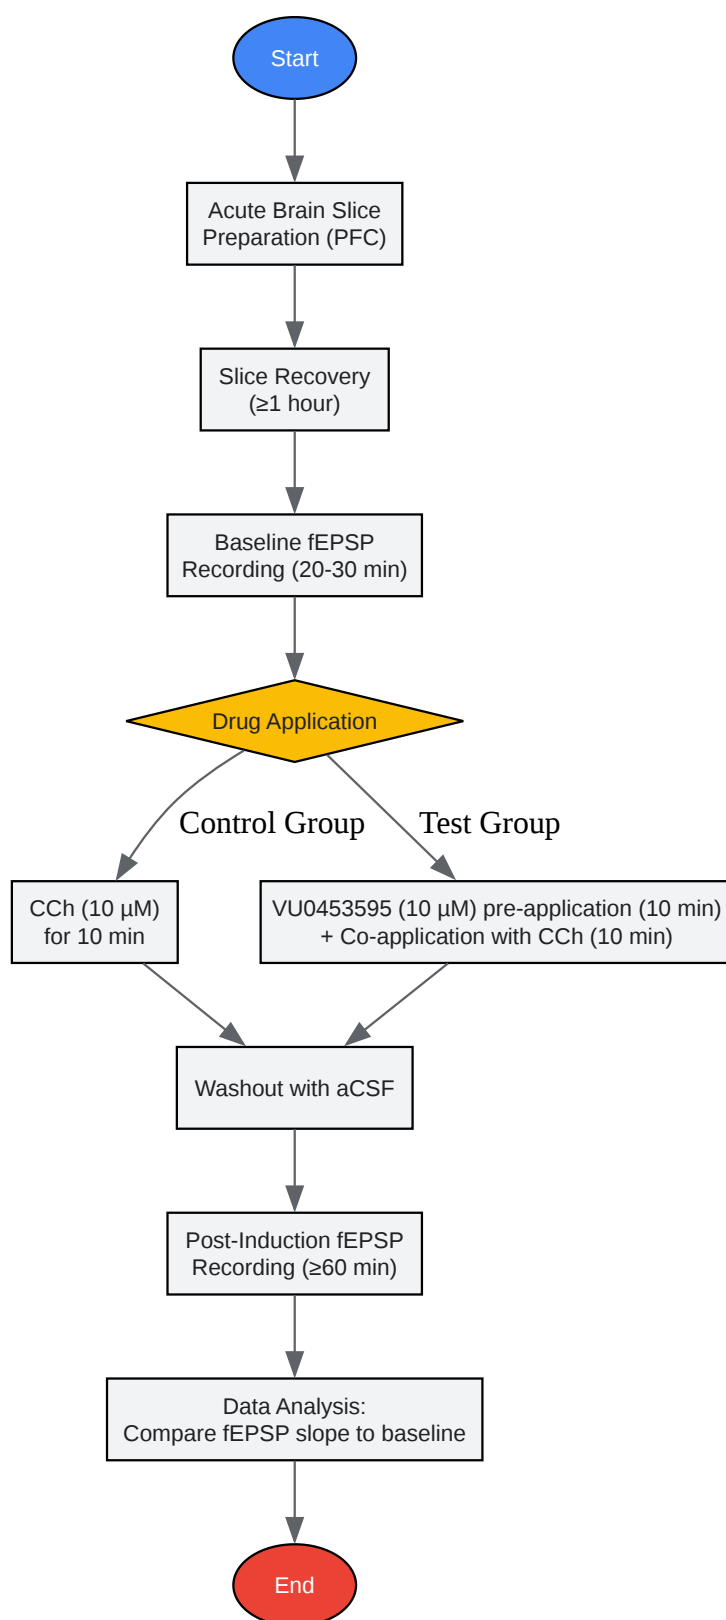 Start
Acute Brain Slice
Preparation (PFC)
Slice Recovery
(≥1 hour)
Baseline fEPSP
Recording (20-30 min)
Drug Application
Control Group
Test Group
CCh (10 µM)
for 10 min
VU0453595 (10 µM) pre-application (10 min)
+ Co-application with CCh (10 min)
Washout with aCSF
Post-Induction fEPSP
Recording (≥60 min)
Data Analysis:
Compare fEPSP slope to baseline
End